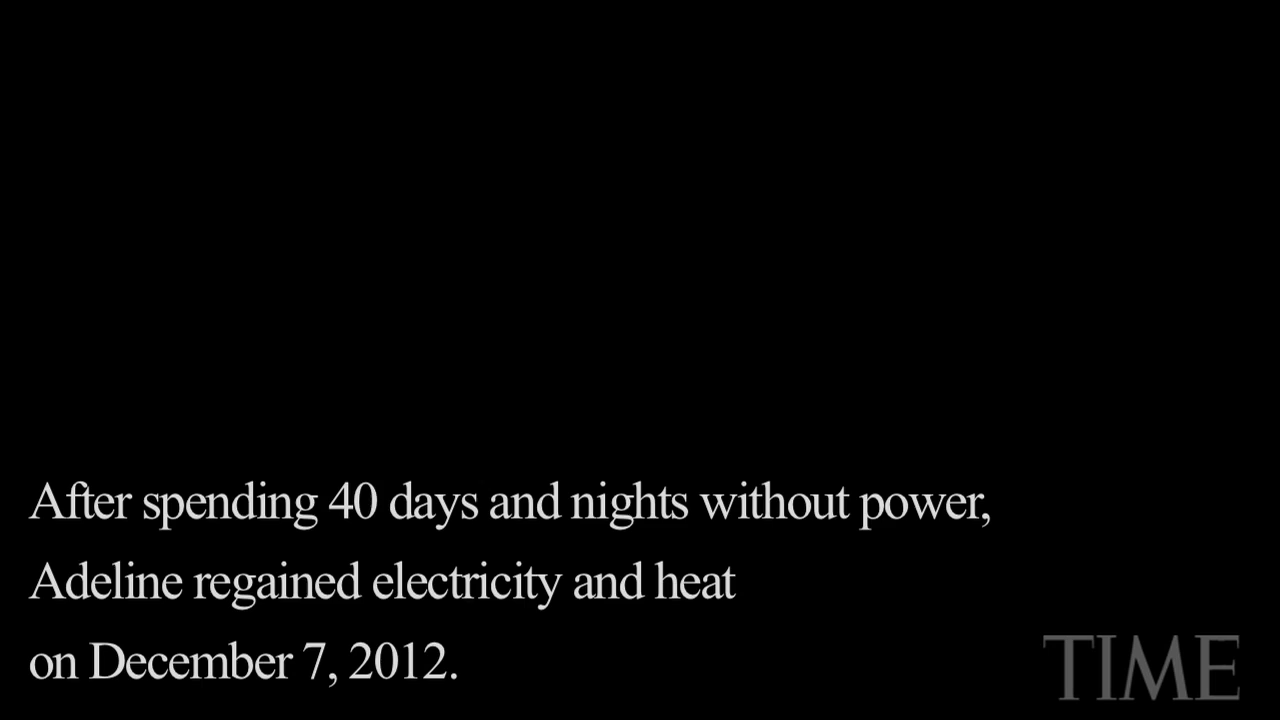 After spending 40 days and nights without power,
Adeline regained electricity and heat
on December 7, 2012.
TIME